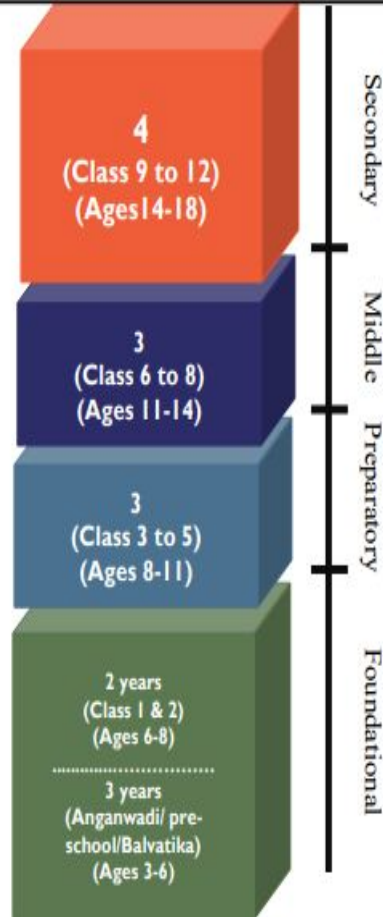 4
(Class 9 to 12)
(Ages14-18)
Secondary
3
(Class 6 to 8)
(Ages 11-14)
Middle
3
(Class 3 to 5)
(Ages 8-11)
Preparatory
2 years
(Class 1 & 2)
(Ages 6-8)
3 years
(Anganwadi/ pre-
school/Balvatika)
(Ages 3-6)
Foundational